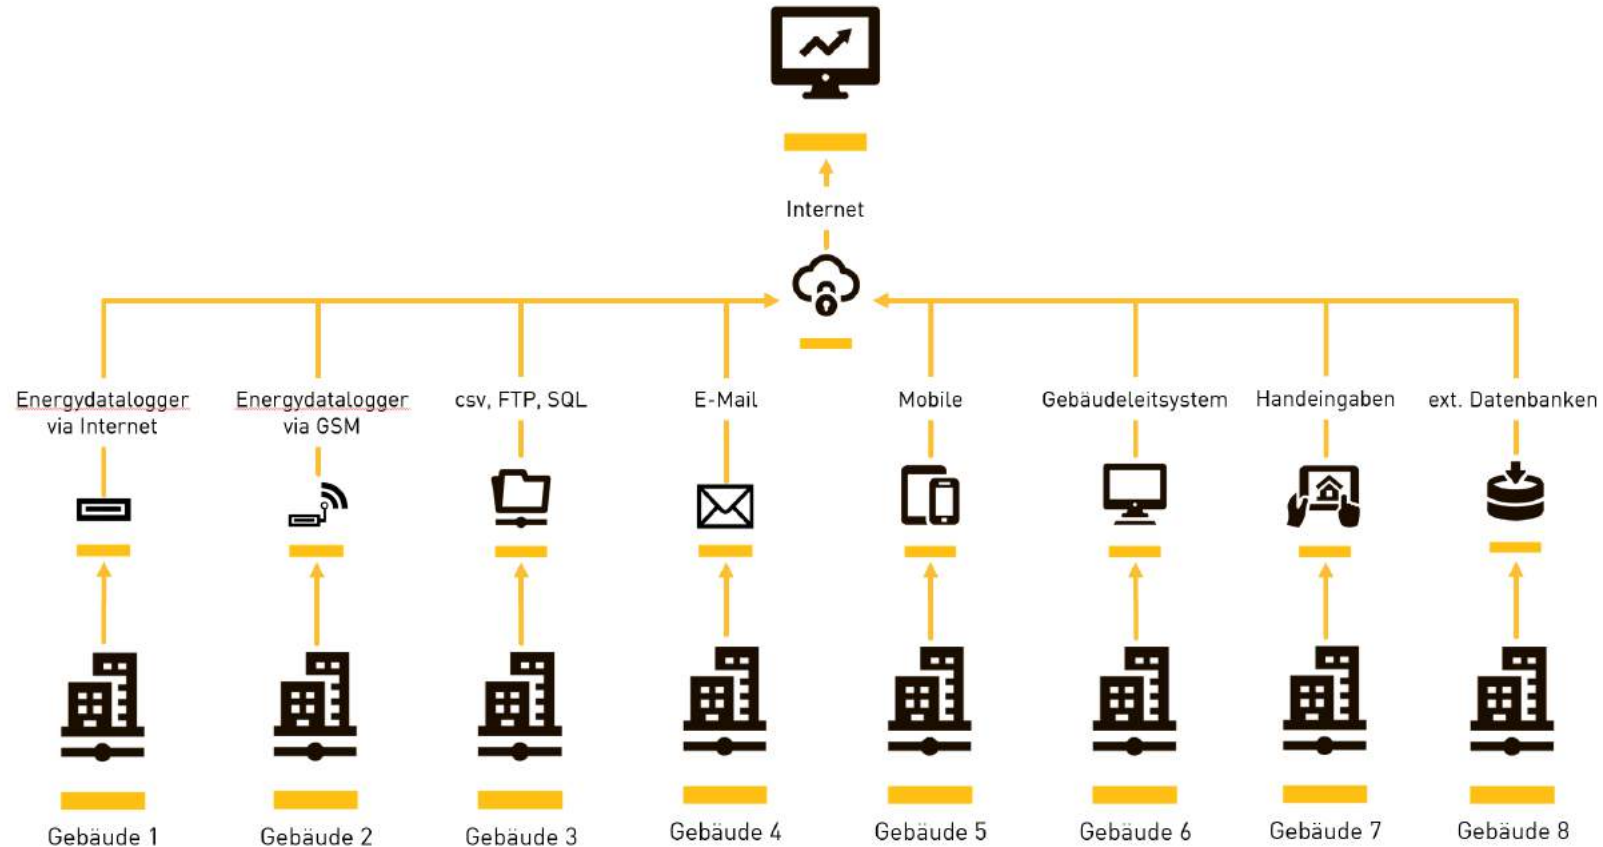 Internet
Energydatalogger
via Internet
Energydatalogger
via GSM
csv, FTP, SQL
E-Mail
Mobile
Gebäudeleitsystem
Handeingaben
ext. Datenbanken
Gebäude 1
Gebäude 2
Gebäude 3
Gebäude 4
Gebäude 5
Gebäude 6
Gebäude 7
Gebäude 8